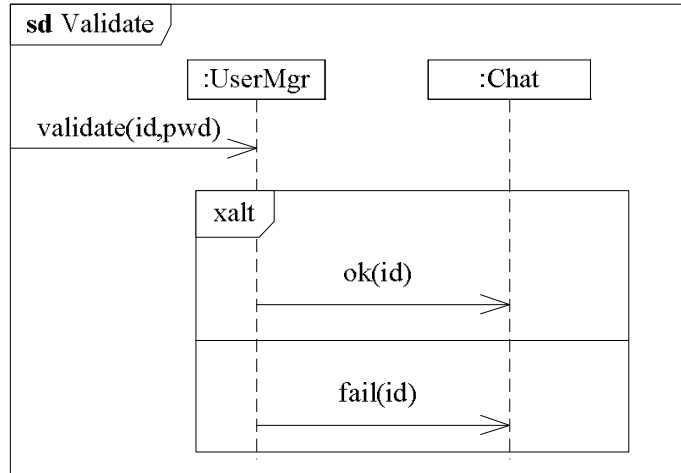 sd Validate
:UserMgr
:Chat
validate(id,pwd)
xalt
ok(id)
fail(id)